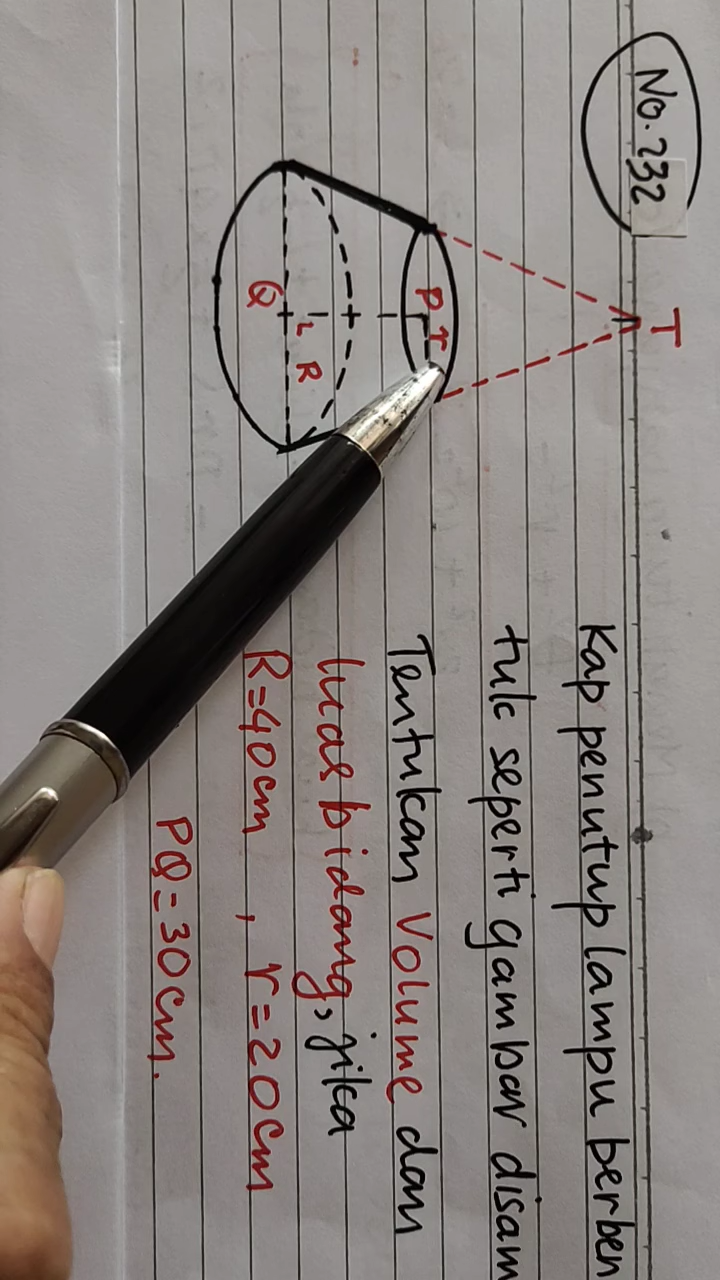 No. 232
T
P r
Q R
Kap penutup lampu berben
tuk seperti gambar disam
Tentukan Volume dan
luas bidang, jika
R=40cm , r=20cm
PQ=30cm.